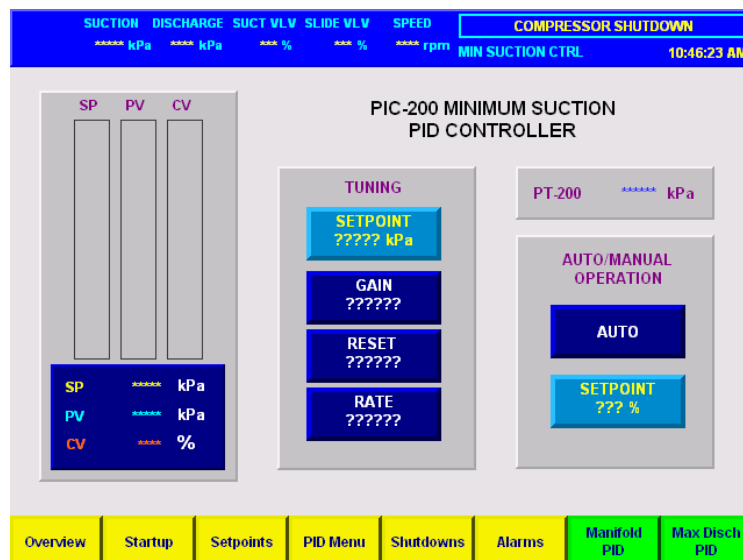 SUCTION DISCHARGE SUCT VLV SLIDE VLV SPEED
***** kPa **** kPa *** % *** % **** rpm
COMPRESSOR SHUTDOWN
MIN SUCTION CTRL 10:46:23 AM
SP PV CV
PIC-200 MINIMUM SUCTION
PID CONTROLLER
TUNING
SETPOINT
????? kPa
GAIN
??????
RESET
??????
RATE
??????
PT-200 ****** kPa
AUTO/MANUAL
OPERATION
AUTO
SETPOINT
??? %
SP ***** kPa
PV ***** kPa
CV **** %
Overview Startup Setpoints PID Menu Shutdowns Alarms Manifold PID Max Disch PID